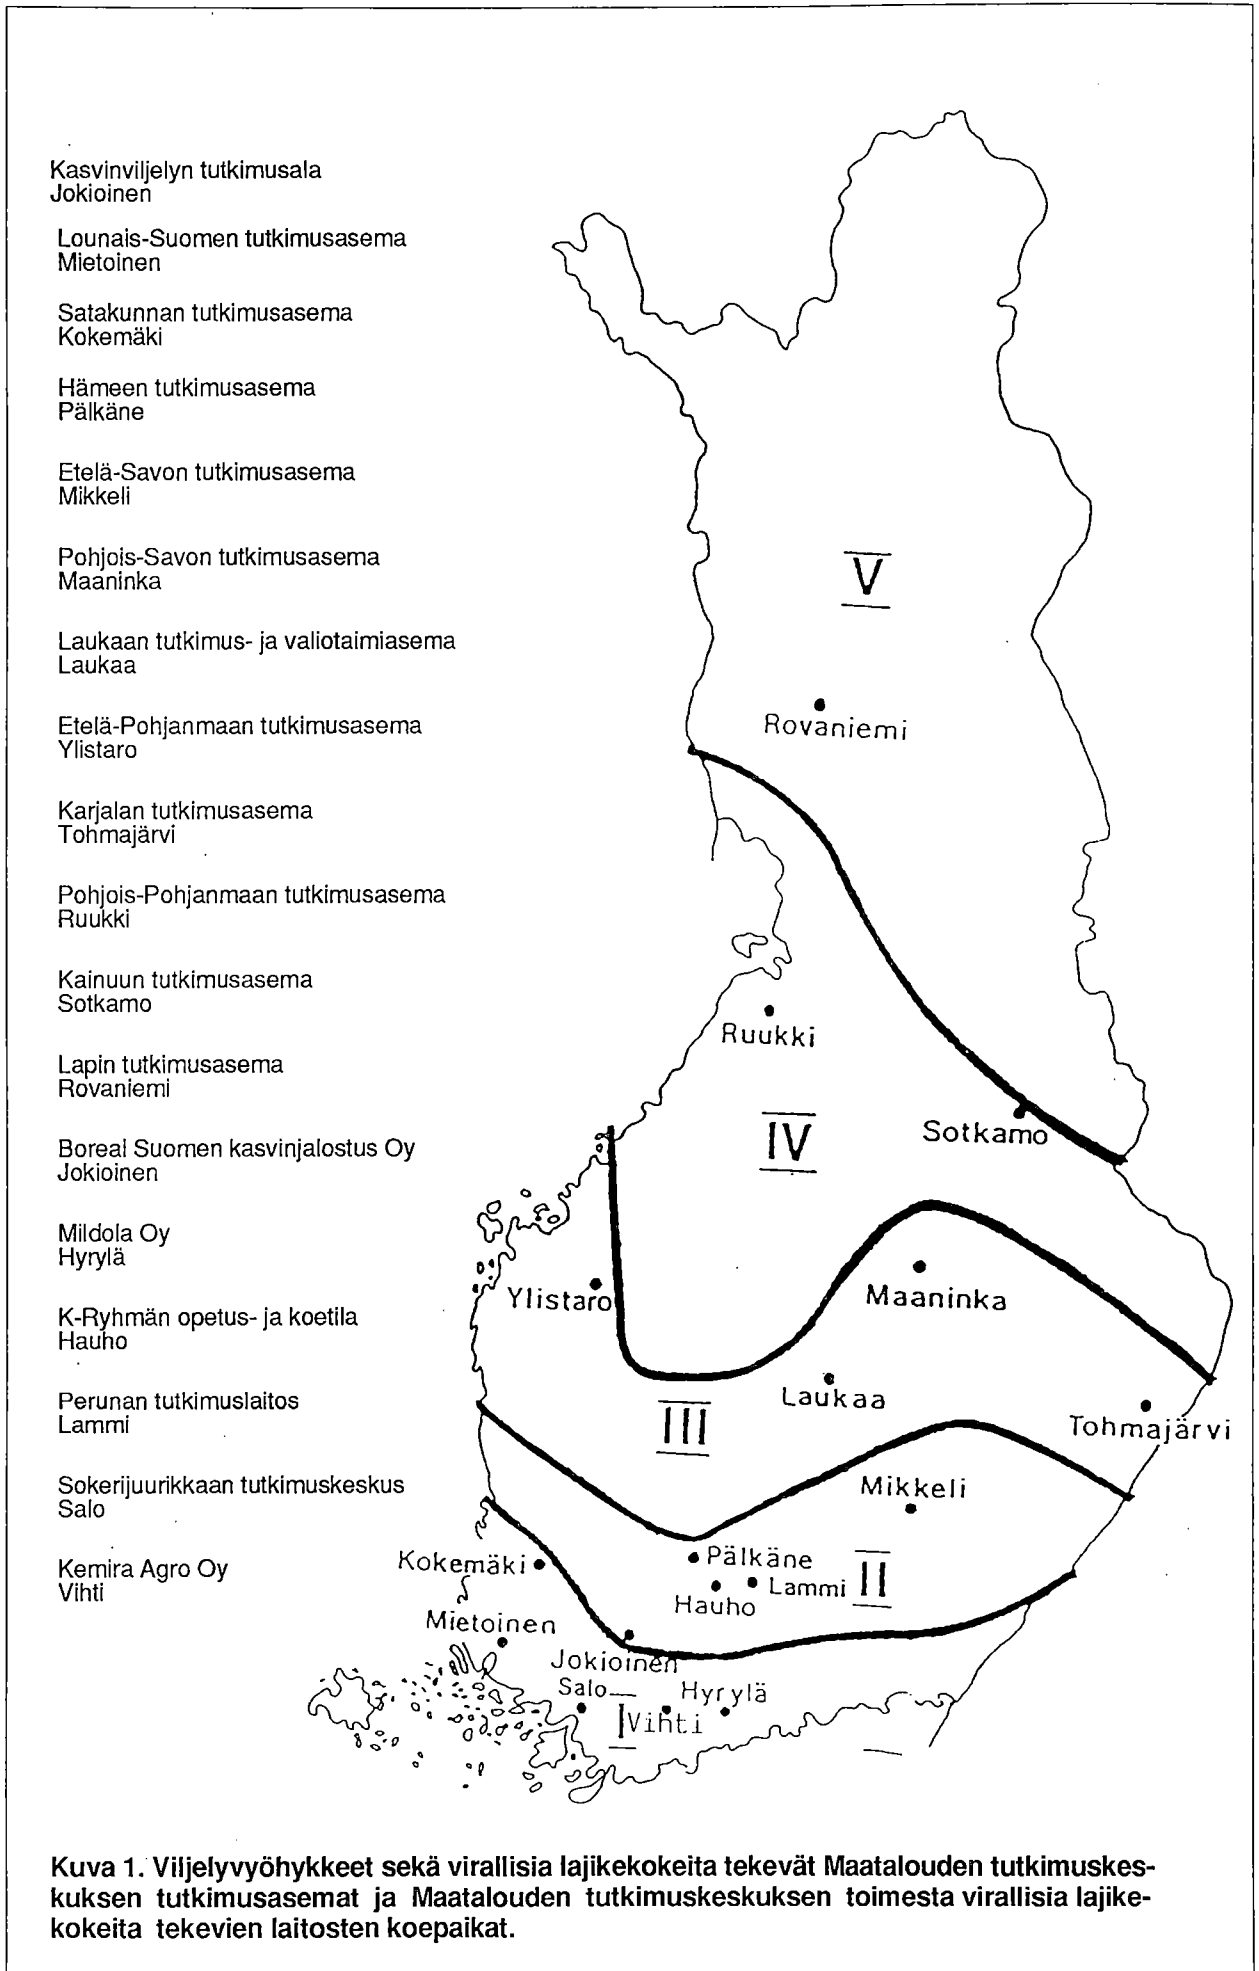 Kasvinviljelyn tutkimusala
Jokioinen
Lounais-Suomen tutkimusasema
Mietoinen
Satakunnan tutkimusasema
Kokemäki
Hämeen tutkimusasema
Pälkäne
Etelä-Savon tutkimusasema
Mikkeli
Pohjois-Savon tutkimusasema
Maaninka
Laukaan tutkimus- ja valiotaimiasema
Laukaa
Etelä-Pohjanmaan tutkimusasema
Ylistaro
Karjalan tutkimusasema
Tohmajärvi
Pohjois-Pohjanmaan tutkimusasema
Ruukki
Kainuun tutkimusasema
Sotkamo
Lapin tutkimusasema
Rovaniemi
Boreal Suomen kasvinjalostus Oy
Jokioinen
Mildola Oy
Hyrylä
K-Ryhmän opetus- ja koetila
Hauho
Perunan tutkimuslaitos
Lammi
Sokerijuurikkaan tutkimuskeskus
Salo
Kemira Agro Oy
Vihti
V
Rovaniemi
Ruukki
IV
Sotkamo
Ylistaro
Maaninka
Laukaa
III
Tohmajärvi
Mikkeli
Kokemäki
Pälkäne
Lammi
II
Hauho
Mietoinen
Jokioinen
Salo
Hyrylä
I
Vihti
Kuva 1. Viljelyvyöhykkeet sekä virallisia lajikekokeita tekevät Maatalouden tutkimuskes-
kuksen tutkimusasemat ja Maatalouden tutkimuskeskuksen toimesta virallisia lajike-
kokeita tekevien laitosten koepaikat.